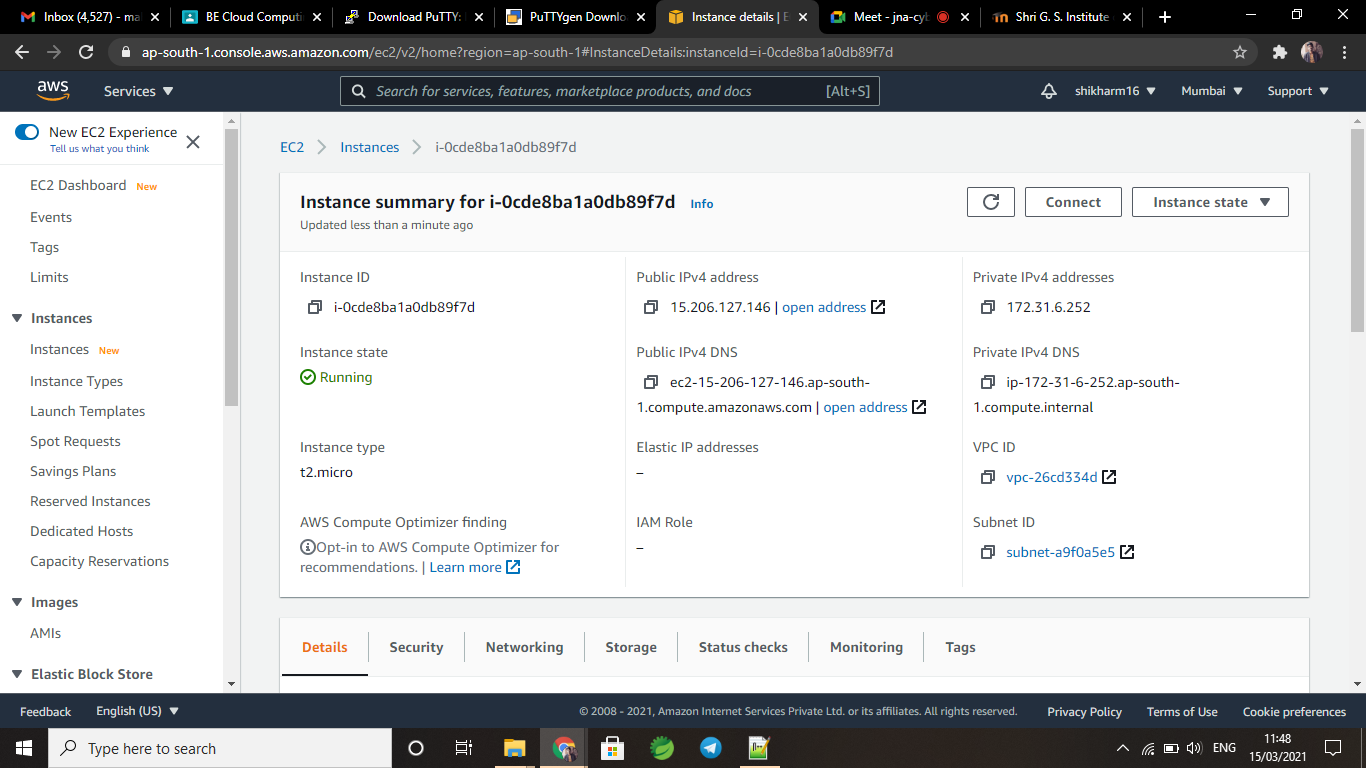 Inbox (4,527) - ma
BE Cloud Computi
Download PuTTY:
PuTTYgen Downlo
Instance details | E
Meet - jna-cyb
Shri G. S. Institute
ap-south-1.console.aws.amazon.com/ec2/v2/home?region=ap-south-1#InstanceDetails:instanceId=i-0cde8ba1a0db89f7d
aws
Services
Search for services, features, marketplace products, and docs [Alt+S]
shikharm16
Mumbai
Support
New EC2 Experience
Tell us what you think
EC2 Dashboard New
Events
Tags
Limits
Instances
Instances New
Instance Types
Launch Templates
Spot Requests
Savings Plans
Reserved Instances
Dedicated Hosts
Capacity Reservations
Images
AMIs
Elastic Block Store
EC2 > Instances > i-0cde8ba1a0db89f7d
Instance summary for i-0cde8ba1a0db89f7d Info
Updated less than a minute ago
Connect
Instance state
Instance ID
i-0cde8ba1a0db89f7d
Public IPv4 address
15.206.127.146 | open address
Private IPv4 addresses
172.31.6.252
Instance state
Running
Public IPv4 DNS
ec2-15-206-127-146.ap-south-
1.compute.amazonaws.com | open address
Private IPv4 DNS
ip-172-31-6-252.ap-south-
1.compute.internal
Instance type
t2.micro
Elastic IP addresses
–
VPC ID
vpc-26cd334d
AWS Compute Optimizer finding
Opt-in to AWS Compute Optimizer for
recommendations. | Learn more
IAM Role
–
Subnet ID
subnet-a9f0a5e5
Details
Security
Networking
Storage
Status checks
Monitoring
Tags
Feedback
English (US)
© 2008 - 2021, Amazon Internet Services Private Ltd. or its affiliates. All rights reserved.
Privacy Policy
Terms of Use
Cookie preferences
Type here to search
ENG
11:48
15/03/2021